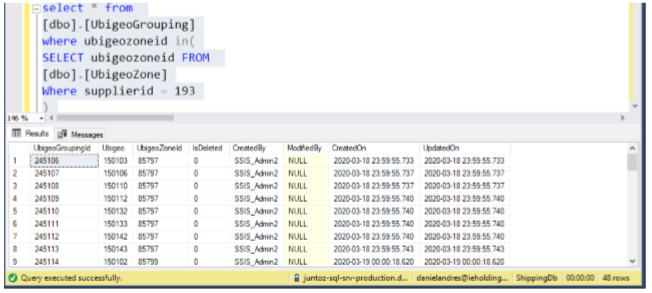 select * from
[dbo].[UbigeoGrouping]
where ubigeozoneid in(
SELECT ubigeozoneid FROM
[dbo].[UbigeoZone]
Where supplierid = 193
)
146 %
Results Messages
UbigeoGroupingId Ubigeo UbigeoZoneId IsDeleted CreatedBy ModifiedBy CreatedOn UpdatedOn
1 245106 150103 85797 0 SSIS_Admin2 NULL 2020-03-18 23:59:55.733 2020-03-18 23:59:55.733
2 245107 150106 85797 0 SSIS_Admin2 NULL 2020-03-18 23:59:55.737 2020-03-18 23:59:55.737
3 245108 150110 85797 0 SSIS_Admin2 NULL 2020-03-18 23:59:55.737 2020-03-18 23:59:55.737
4 245109 150112 85797 0 SSIS_Admin2 NULL 2020-03-18 23:59:55.740 2020-03-18 23:59:55.740
5 245110 150132 85797 0 SSIS_Admin2 NULL 2020-03-18 23:59:55.740 2020-03-18 23:59:55.740
6 245111 150133 85797 0 SSIS_Admin2 NULL 2020-03-18 23:59:55.740 2020-03-18 23:59:55.740
7 245112 150142 85797 0 SSIS_Admin2 NULL 2020-03-18 23:59:55.740 2020-03-18 23:59:55.740
8 245113 150143 85797 0 SSIS_Admin2 NULL 2020-03-18 23:59:55.743 2020-03-18 23:59:55.743
9 245114 150102 85799 0 SSIS_Admin2 NULL 2020-03-19 00:00:18.620 2020-03-19 00:00:18.620
Query executed successfully. juntoz-sql-srv-production.d... danielandres@ieholding... ShippingDb 00:00:00 48 rows